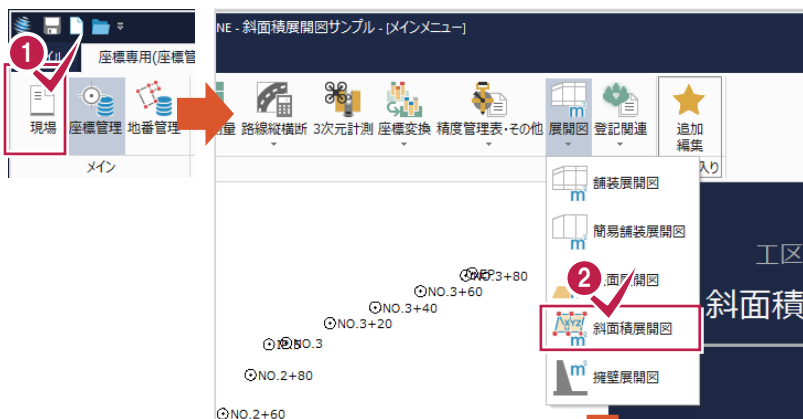 1
座標専用(座標管
現場
座標管理
地番管理
メイン
NE - 斜面積展開図サンプル - [メインメニュー]
量
路線縦横断
3次元計測
座標変換
精度管理表・その他
展開図
登記関連
追加
編集
入り
舗装展開図
簡易舗装展開図
2
面展開図
斜面積展開図
擁壁展開図
工区
斜面積
NO.3+80
NO.3+60
NO.3+40
NO.3+20
NO.3
NO.2+80
NO.2+60